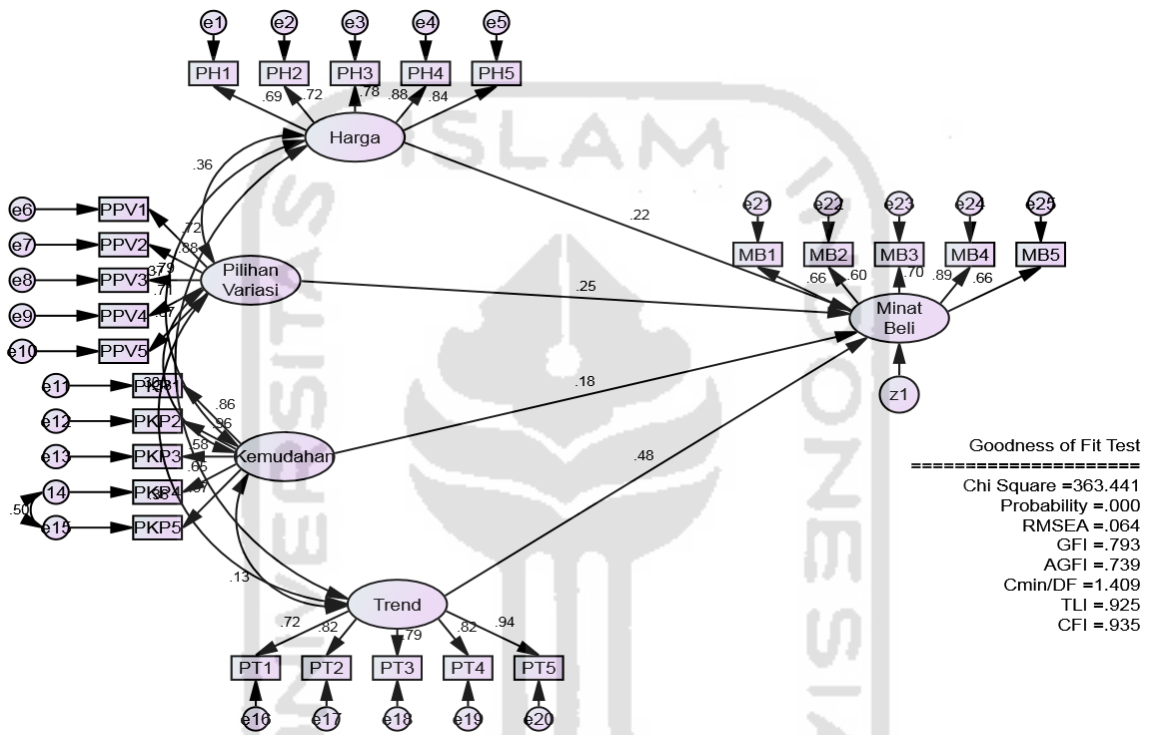 e1 e2 e3 e4 e5
PH1 PH2 PH3 PH4 PH5
.69 .72 .78 .88 .84
Harga
.36
.22
e6 PPV1
e7 PPV2
e8 PPV3
e9 PPV4
e10 PPV5
.72
.88
.79
Pilihan
Variasi
.25
e21 e22 e23 e24 e25
MB1 MB2 MB3 MB4 MB5
.66 .60 .70 .89 .66
Minat
Beli
z1
e11
e12 PKP2
e13 PKP3
14 PKP4
e15 PKP5
.50
.86
.96
.58
.65
Kemudahan
.18
.48
.13
Trend
.72 .82 .79 .82 .94
PT1 PT2 PT3 PT4 PT5
e16 e17 e18 e19 e20
Goodness of Fit Test
======================
Chi Square =363.441
Probability =.000
RMSEA =.064
GFI =.793
AGFI =.739
Cmin/DF =1.409
TLI =.925
CFI =.935
ISLAM